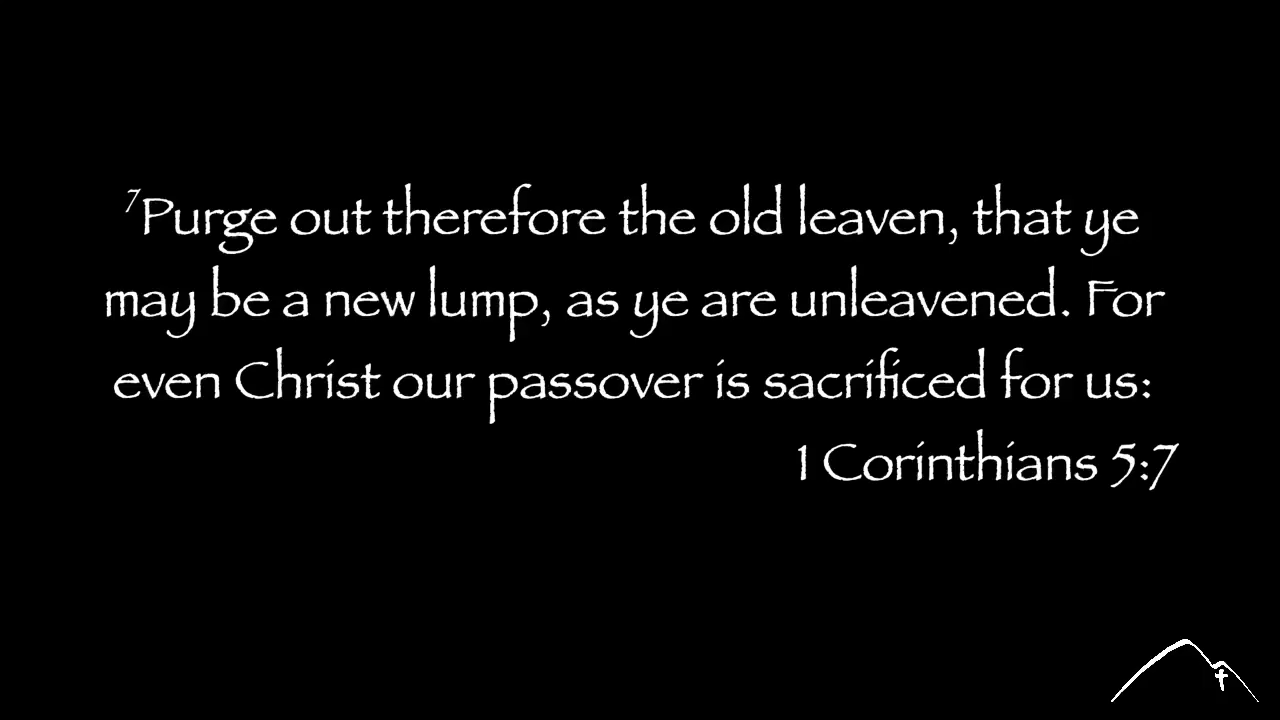 7Purge out therefore the old leaven, that ye
may be a new lump, as ye are unleavened. For
even Christ our passover is sacrificed for us:
1 Corinthians 5:7